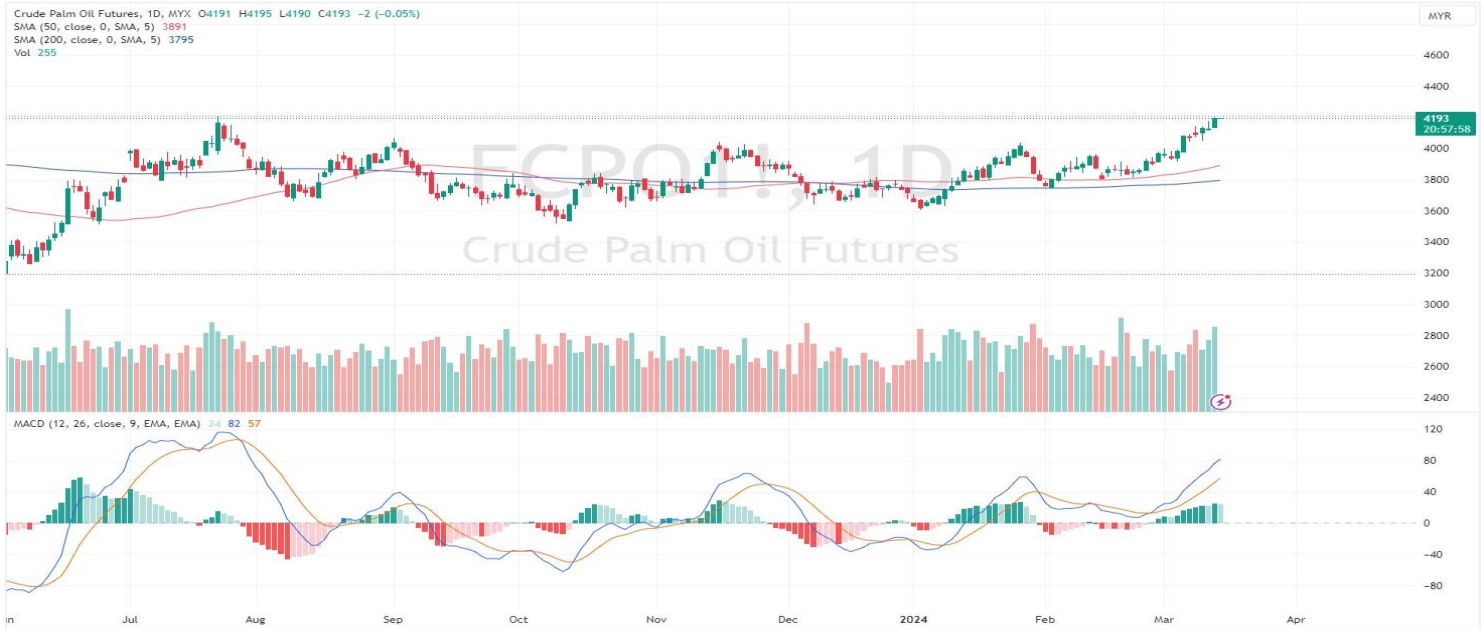 Crude Palm Oil Futures, 1D, MYX O4191 H4195 L4190 C4193 −2 (−0.05%)
MYR
SMA (50, close, 0, SMA, 5) 3891
SMA (200, close, 0, SMA, 5) 3795
Vol 255
4600
4400
4193
20:57:58
4000
3800
3600
3400
3200
3000
2800
2600
2400
FCPO1!, 1D
Crude Palm Oil Futures
MACD (12, 26, close, 9, EMA, EMA) 24 82 57
120
80
40
0
−40
−80
Jul Aug Sep Oct Nov Dec 2024 Feb Mar Apr